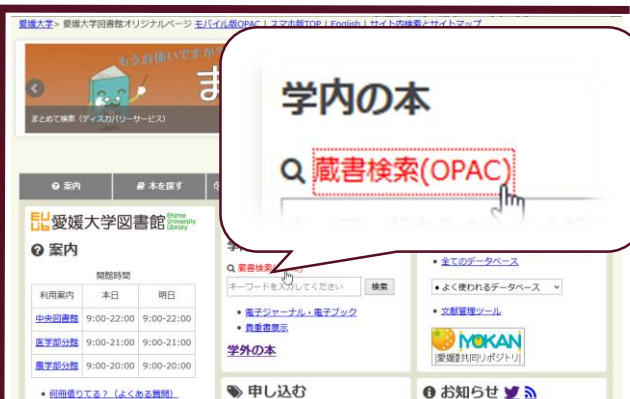 愛媛大学> 愛媛大学図書館オリジナルページ モバイル版OPAC | スマホ版TOP | English | サイト内検索とサイトマップ
もうお使いですか
ま
まとめて検索（ディスカバリーサービス）
学内の本
蔵書検索(OPAC)
案内
本を探す
愛媛大学図書館 Ehime University Library
案内
開館時間
利用案内 本日 明日
中央図書館 9:00-22:00 9:00-22:00
医学部分館 9:00-21:00 9:00-21:00
農学部分館 9:00-20:00 9:00-20:00
何冊借りてる？（よくある質問）
蔵書検索
キーワードを入力してください 検索
電子ジャーナル・電子ブック
貴重書展示
学外の本
申し込む
全てのデータベース
よく使われるデータベース
文献管理ツール
IYOKAN
愛媛共同リポジトリ
お知らせ